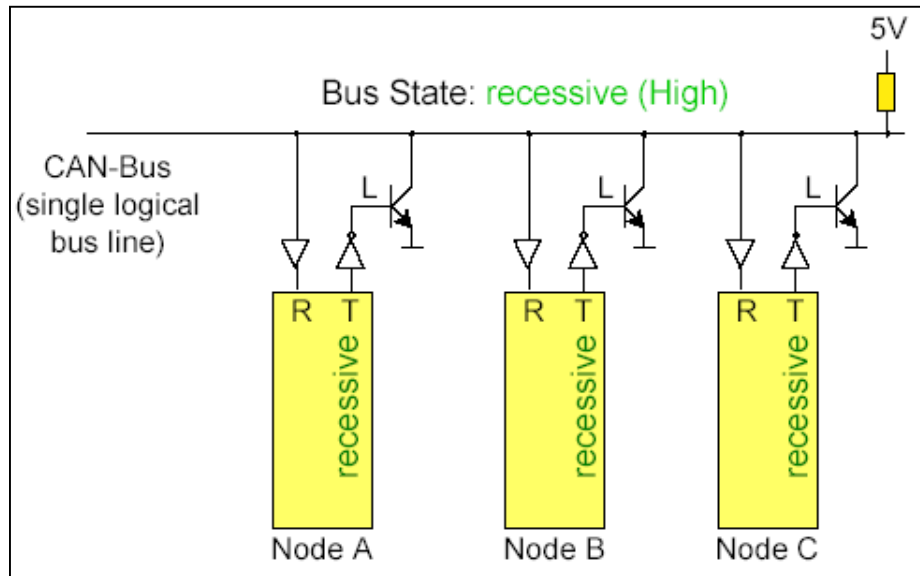 5V
Bus State: recessive (High)
CAN-Bus
(single logical
bus line)
L
L
L
R T
R T
R T
recessive
recessive
recessive
Node A
Node B
Node C